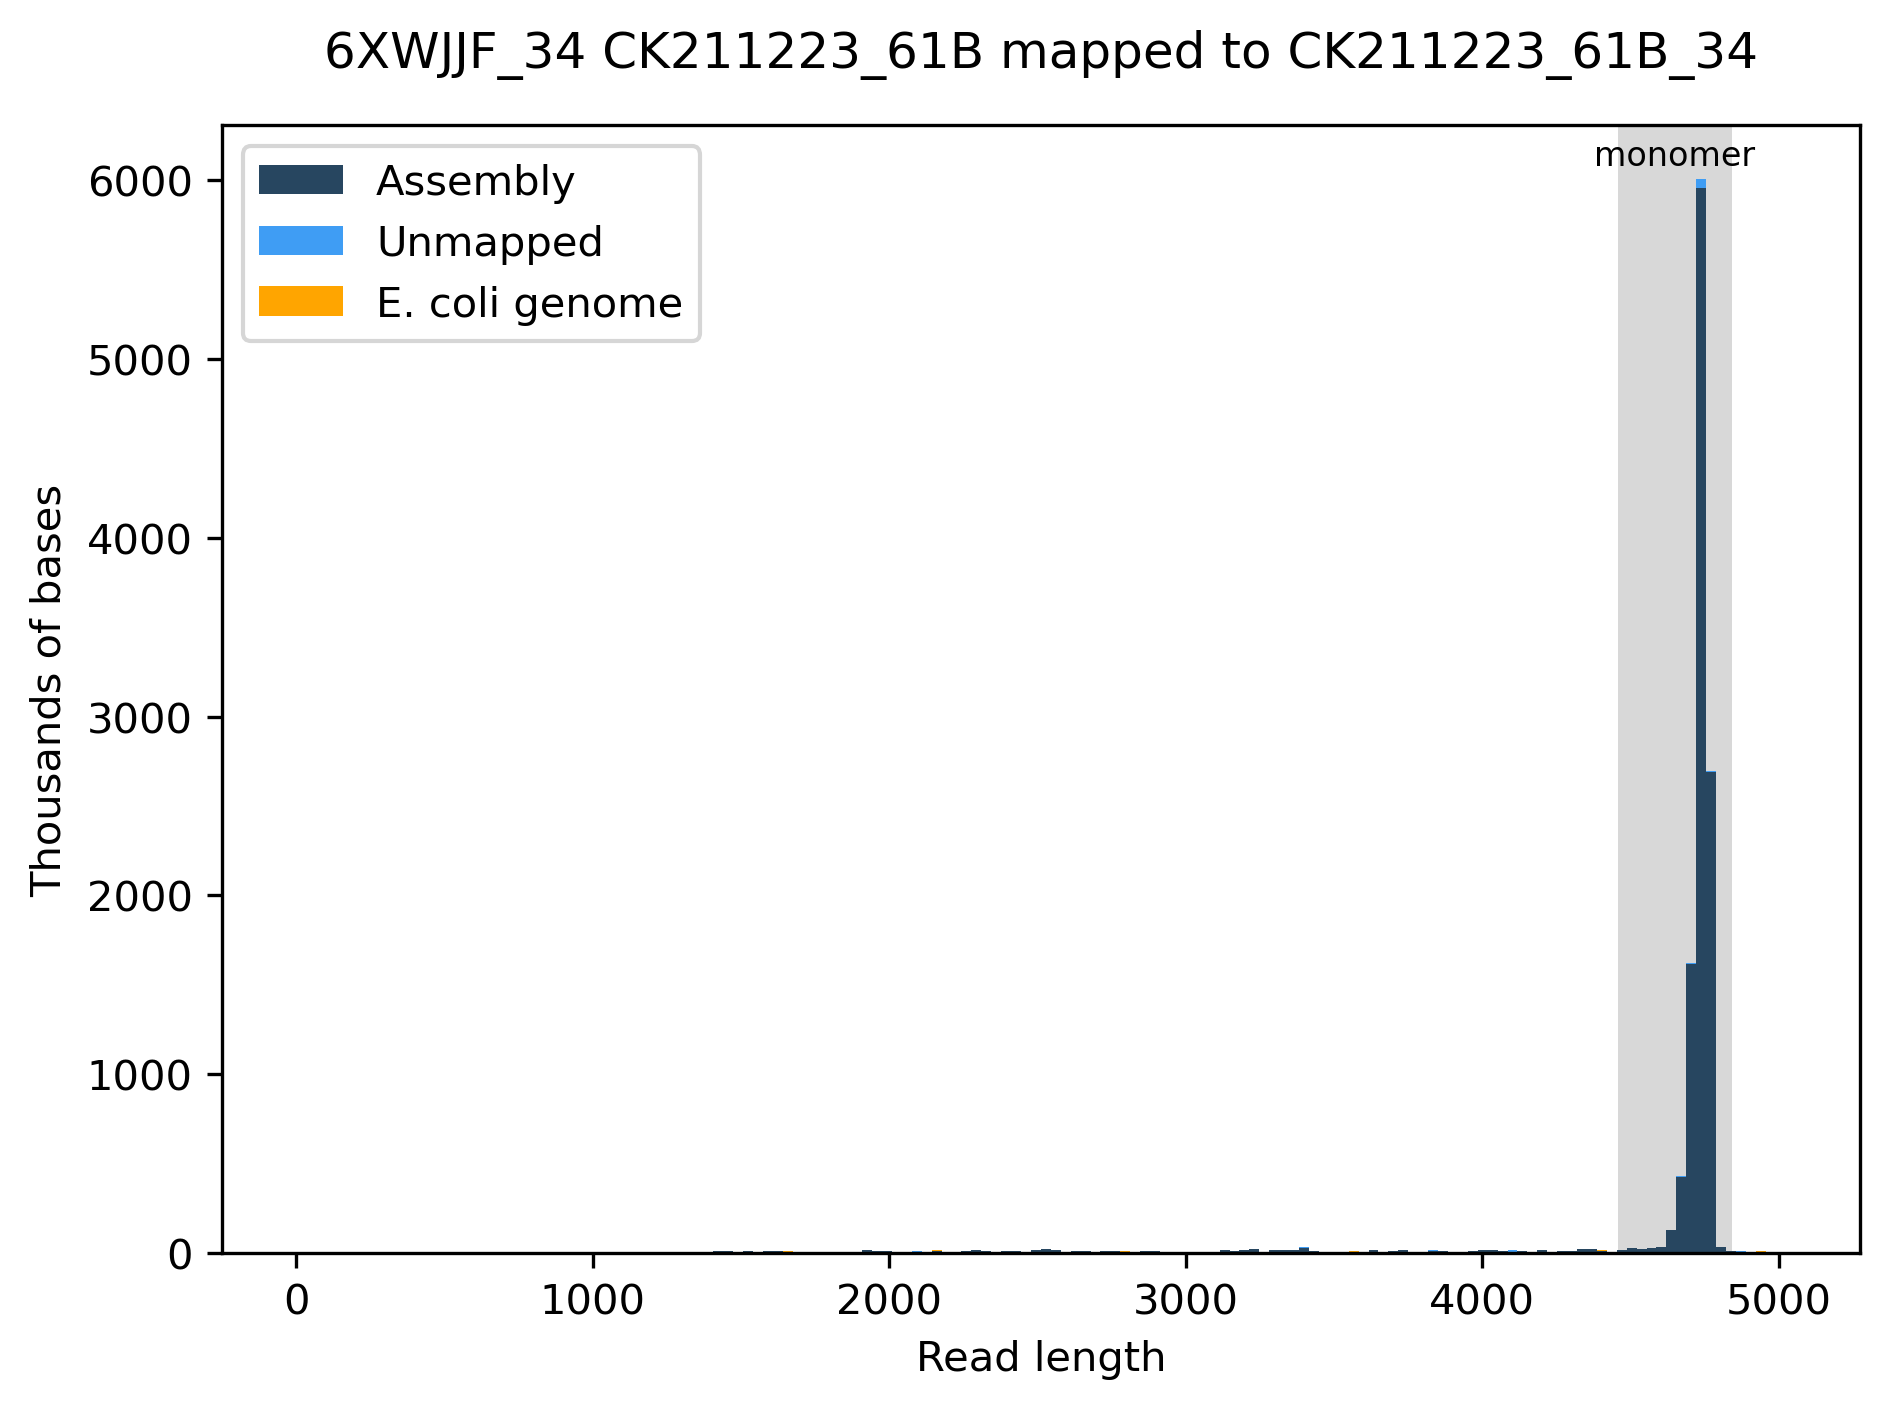 6XWJJF_34 CK211223_61B mapped to CK211223_61B_34
Assembly
Unmapped
E. coli genome
monomer
6000
5000
4000
3000
2000
1000
0
Thousands of bases
0 1000 2000 3000 4000 5000
Read length